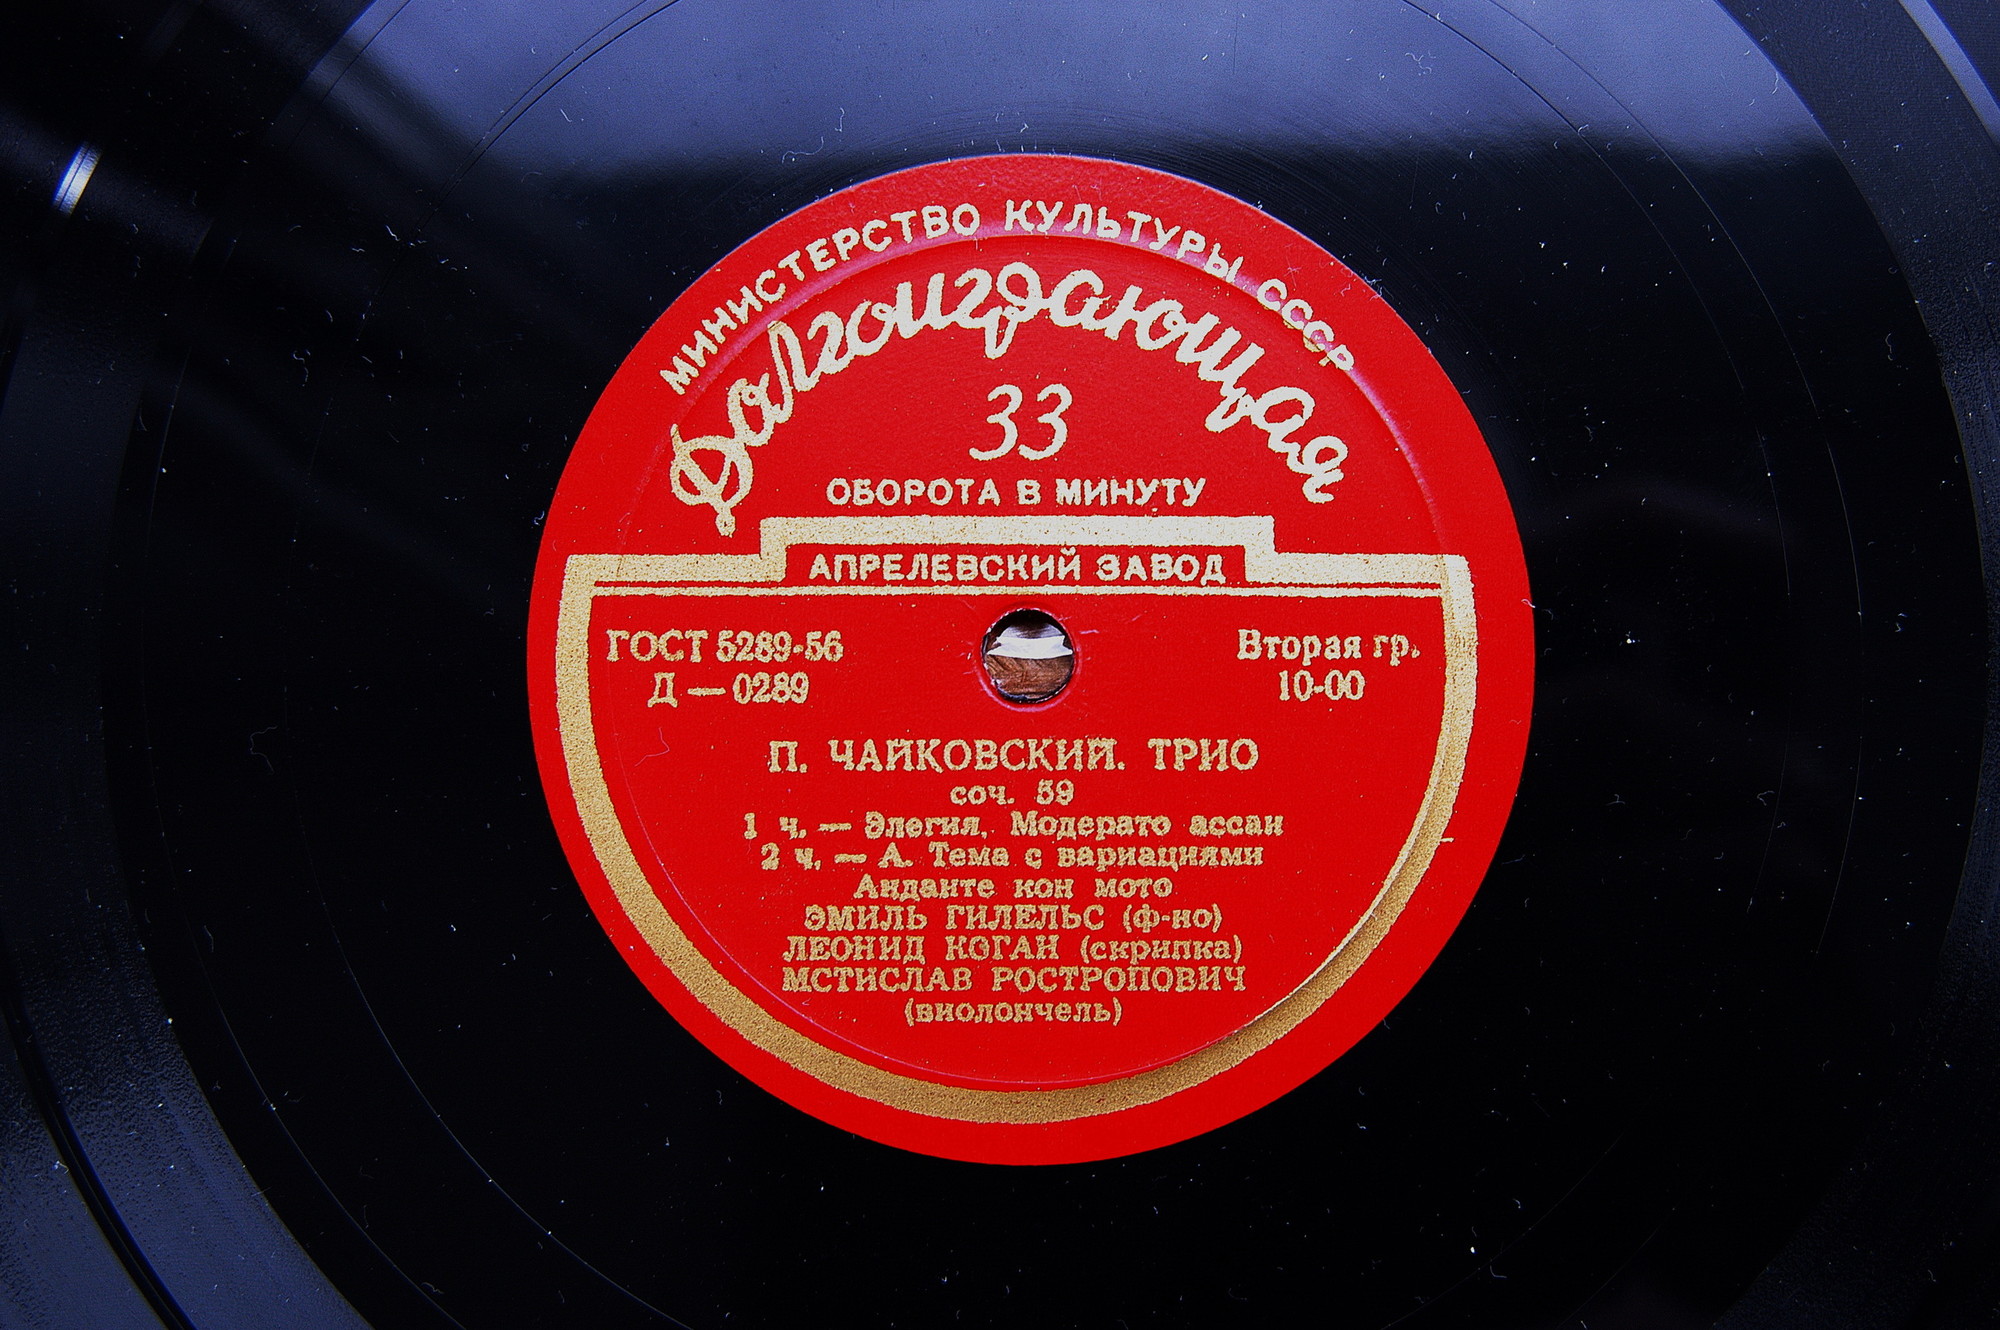 МИНИСТЕРСТВО КУЛЬТУРЫ СССР
Долгоиграющая
33
ОБОРОТА В МИНУТУ
АПРЕЛЕВСКИЙ ЗАВОД
ГОСТ 5289-56
Д — 0289
Вторая гр.
10-00
П. ЧАЙКОВСКИЙ. ТРИО
соч. 59
1 ч. — Элегия. Модерато ассаи
2 ч. — А. Тема с вариациями
Анданте кон мото
ЭМИЛЬ ГИЛЕЛЬС (ф-но)
ЛЕОНИД КОГАН (скрипка)
МСТИСЛАВ РОСТРОПОВИЧ
(виолончель)